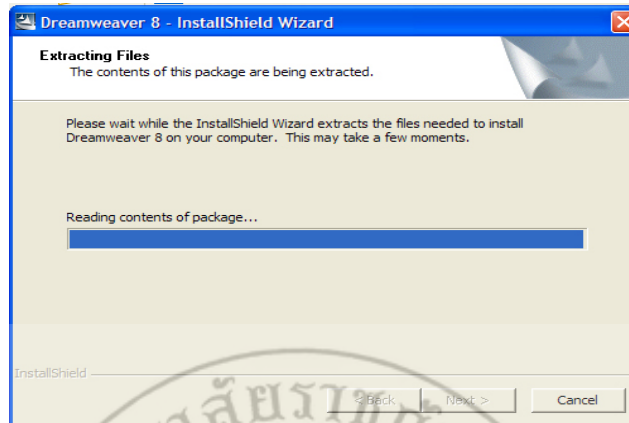 Dreamweaver 8 - InstallShield Wizard
Extracting Files
The contents of this package are being extracted.
Please wait while the InstallShield Wizard extracts the files needed to install
Dreamweaver 8 on your computer. This may take a few moments.
Reading contents of package...
InstallShield
< Back Next > Cancel